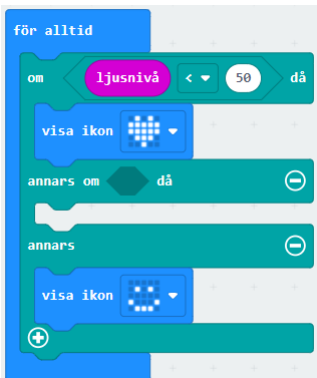 för alltid
om ljusnivå < 50 då
visa ikon
annars om då
annars
visa ikon